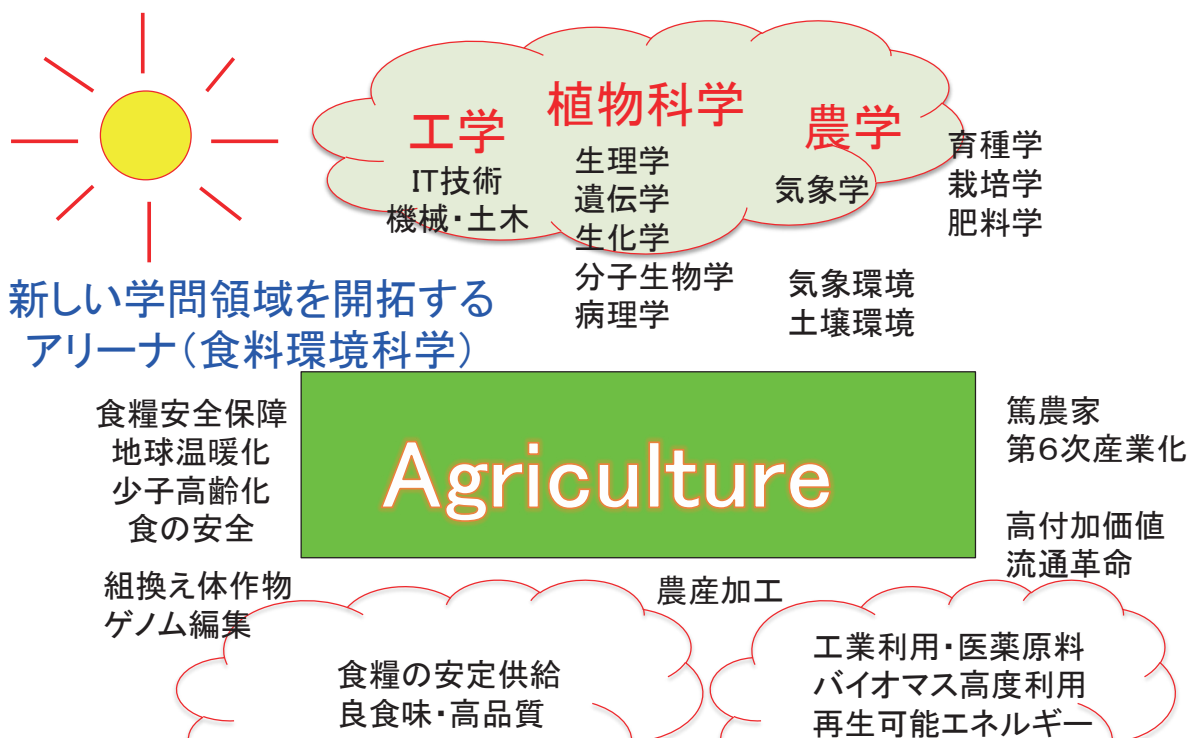 工学
IT技術
機械・土木
植物科学
生理学
遺伝学
生化学
分子生物学
病理学
農学
気象学
育種学
栽培学
肥料学
気象環境
土壌環境
新しい学問領域を開拓する
アリーナ（食料環境科学）
食糧安全保障
地球温暖化
少子高齢化
食の安全
Agriculture
篤農家
第６次産業化
高付加価値
流通革命
組換え体作物
ゲノム編集
農産加工
食糧の安定供給
良食味・高品質
工業利用・医薬原料
バイオマス高度利用
再生可能エネルギー